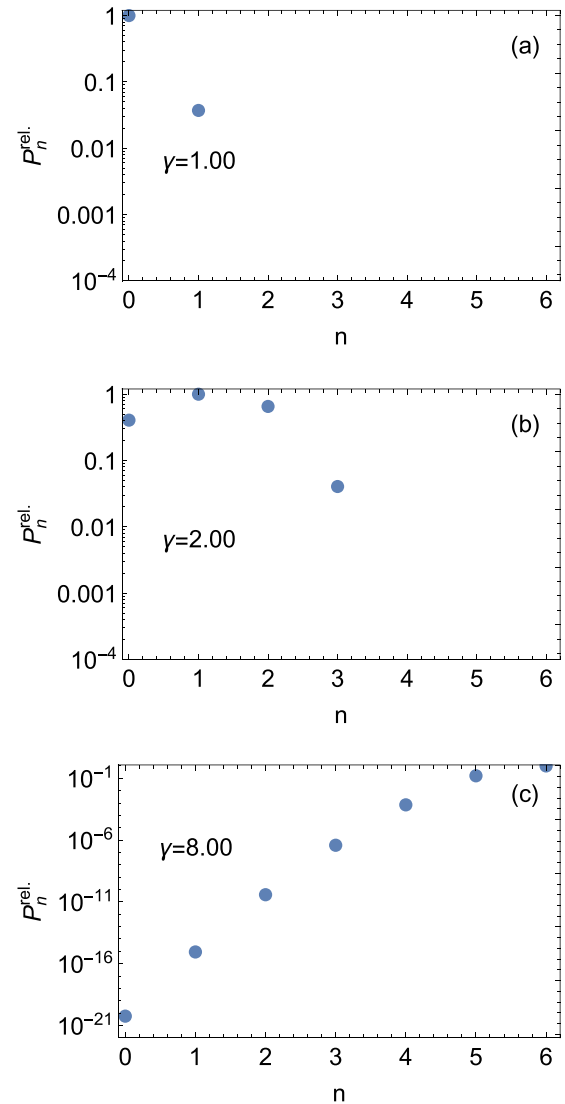 1
(a)
0.1
0.01
γ=1.00
0.001
10⁻⁴
P_n^rel.
0 1 2 3 4 5 6
n
1
(b)
0.1
0.01
γ=2.00
0.001
10⁻⁴
P_n^rel.
0 1 2 3 4 5 6
n
10⁻¹
(c)
10⁻⁶
γ=8.00
10⁻¹¹
10⁻¹⁶
10⁻²¹
P_n^rel.
0 1 2 3 4 5 6
n